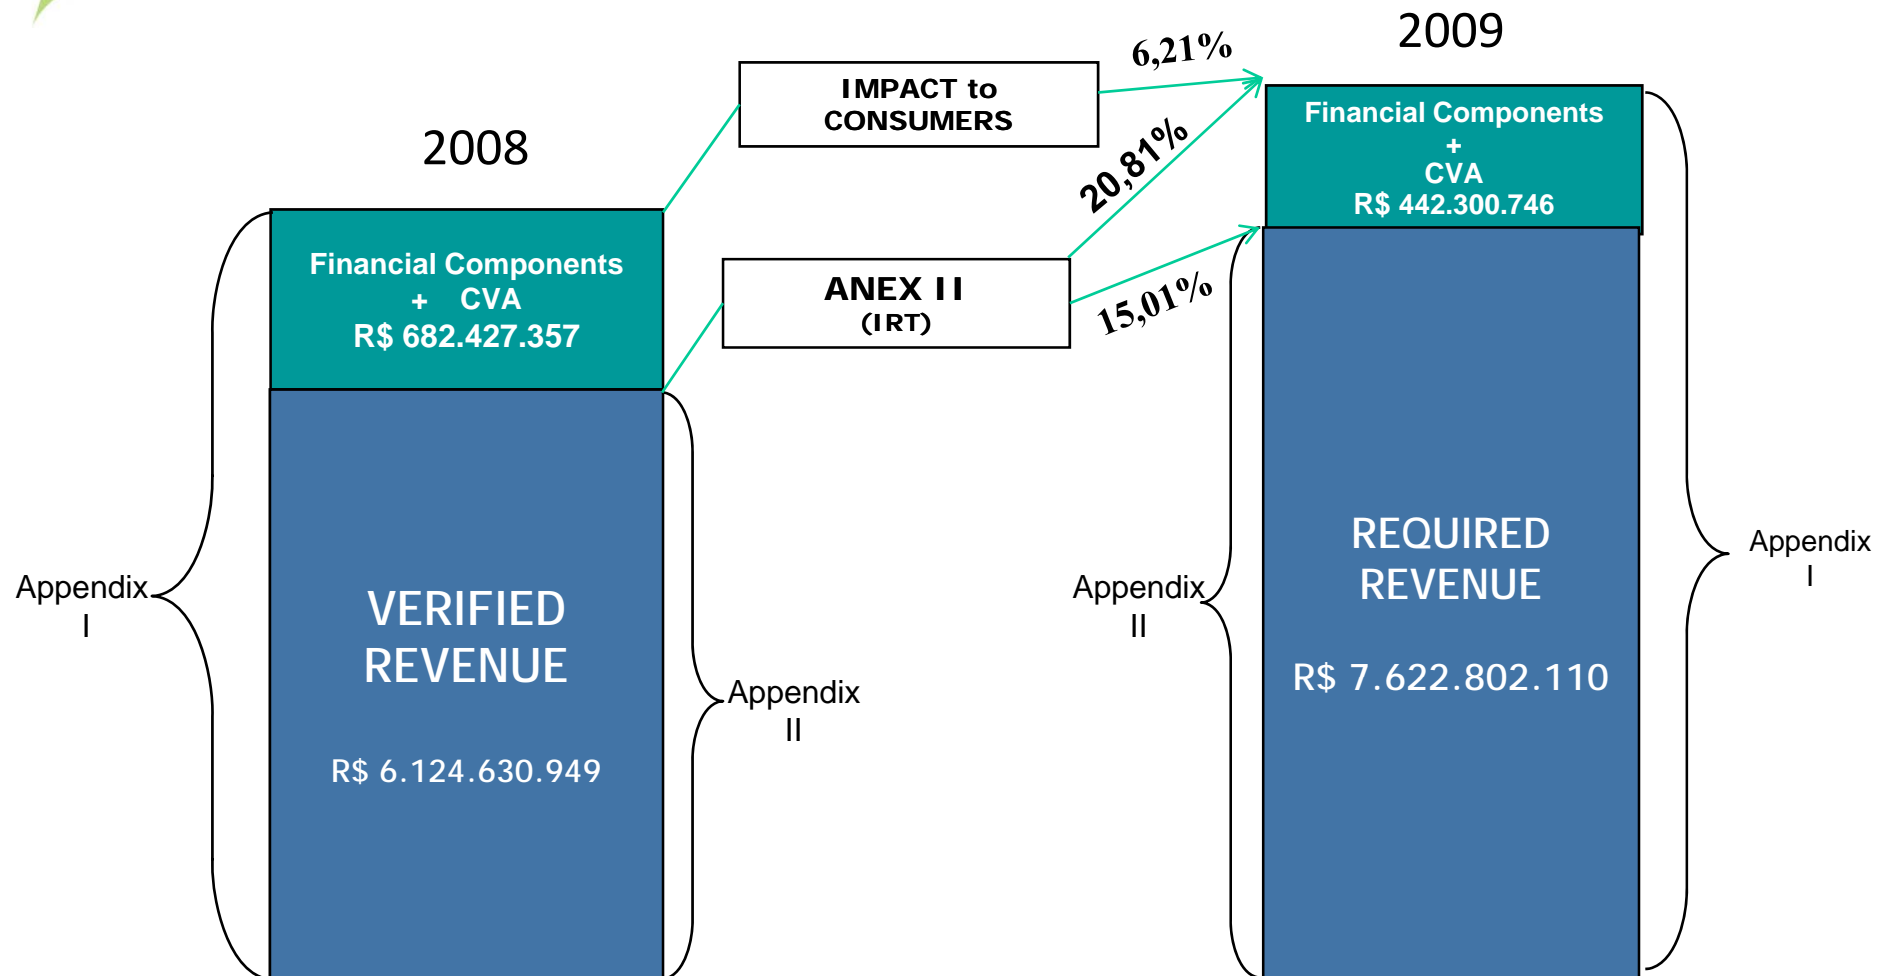 2008
2009
6,21%
IMPACT to
CONSUMERS
20,81%
ANEX II
(IRT)
15,01%
Financial Components
+ CVA
R$ 682.427.357
VERIFIED
REVENUE
R$ 6.124.630.949
Appendix
I
Appendix
II
Financial Components
+
CVA
R$ 442.300.746
REQUIRED
REVENUE
R$ 7.622.802.110
Appendix
II
Appendix
I